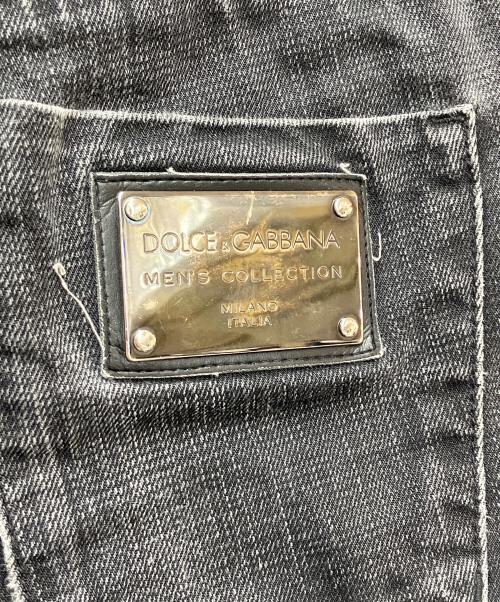 DOLCE & GABBANA
MEN'S COLLECTION
MILANO
ITALIA